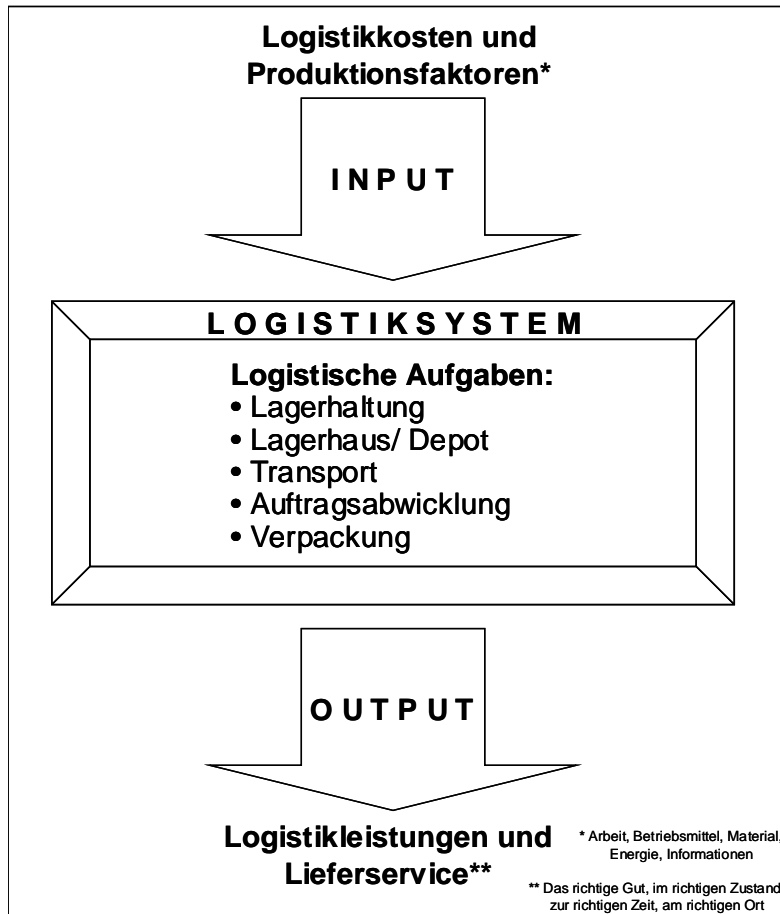 Logistikkosten und
Produktionsfaktoren*
INPUT
LOGISTIKSYSTEM
Logistische Aufgaben:
• Lagerhaltung
• Lagerhaus/ Depot
• Transport
• Auftragsabwicklung
• Verpackung
OUTPUT
Logistikleistungen und
Lieferservice**
* Arbeit, Betriebsmittel, Material,
Energie, Informationen
** Das richtige Gut, im richtigen Zustand
zur richtigen Zeit, am richtigen Ort